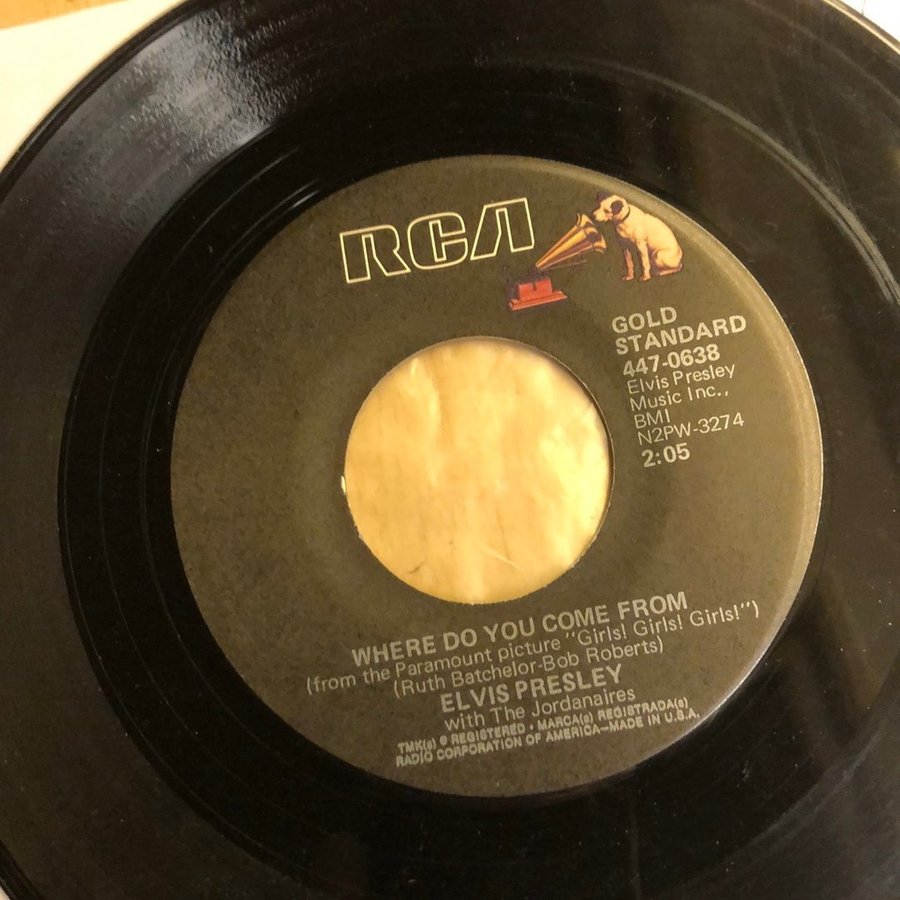 RCA
GOLD
STANDARD
447-0638
Elvis Presley
Music Inc.,
BMI
N2PW-3274
2:05
WHERE DO YOU COME FROM
(from the Paramount picture "Girls! Girls! Girls!")
(Ruth Batchelor-Bob Roberts)
ELVIS PRESLEY
with The Jordanaires
TMK(s) ® REGISTERED • MARCA(s) REGISTRADA(s)
RADIO CORPORATION OF AMERICA—MADE IN U.S.A.